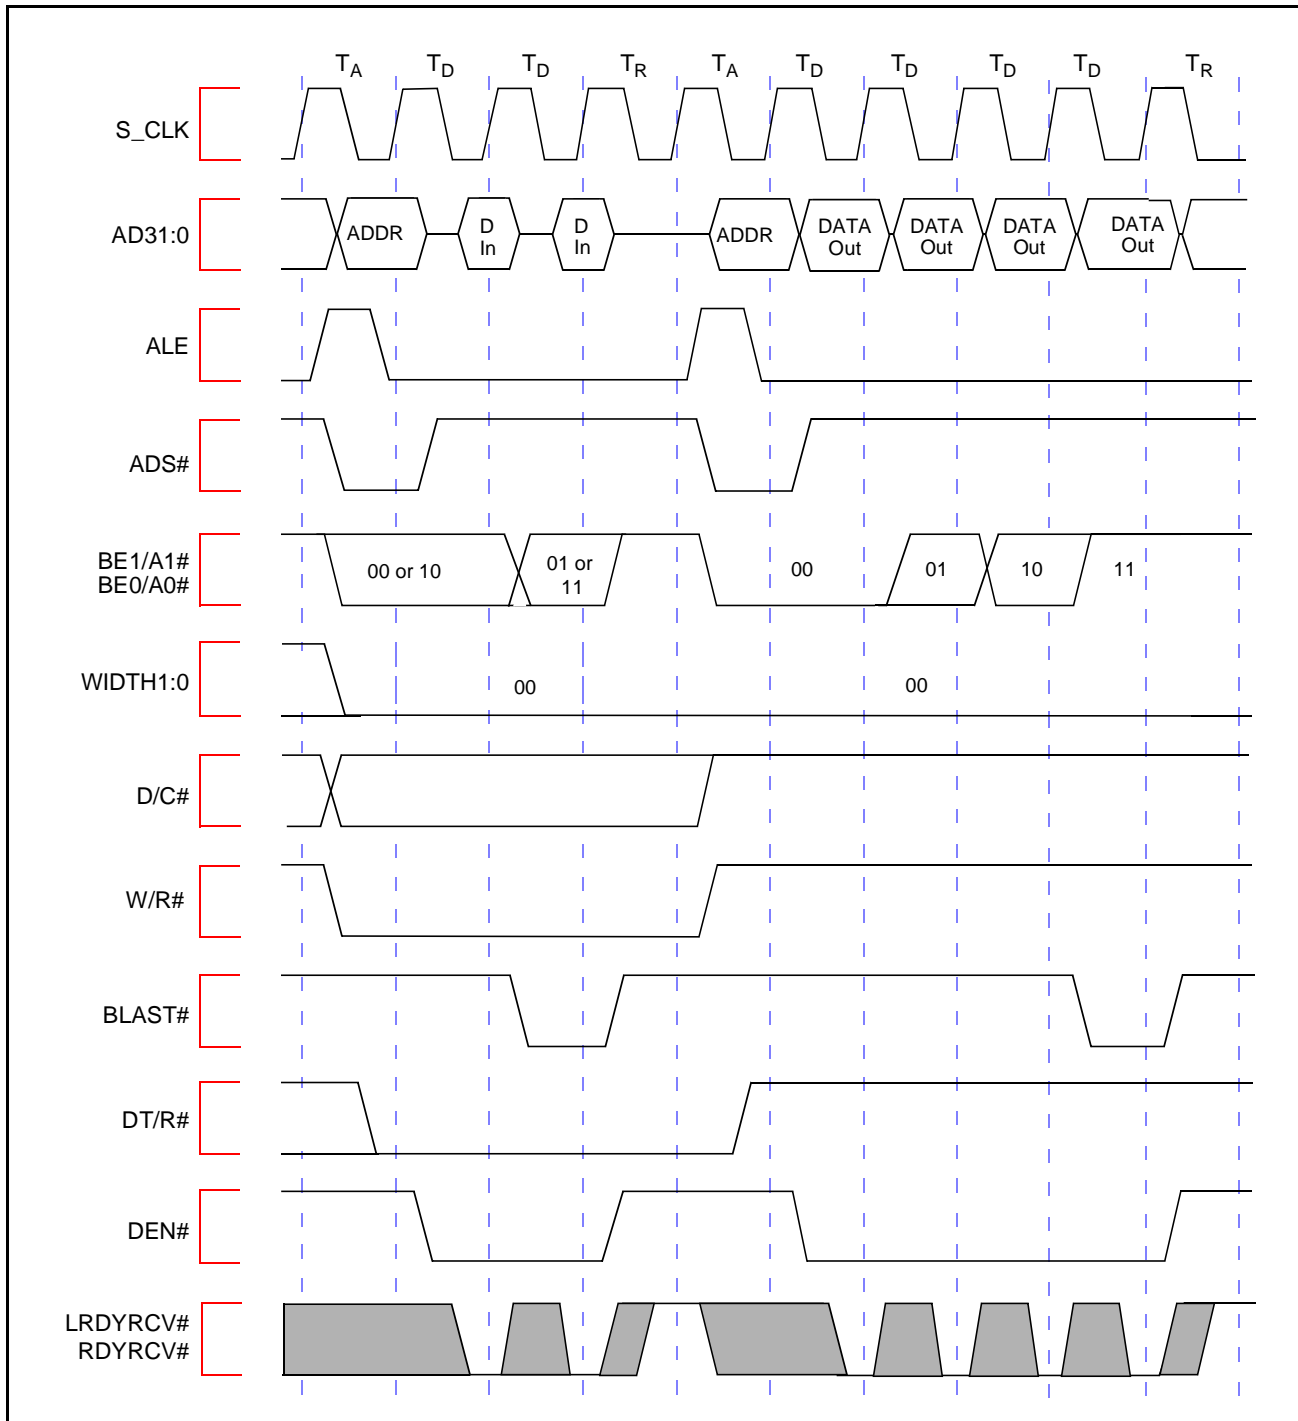 TA TD TD TR TA TD TD TD TD TR
S_CLK
AD31:0 ADDR D In D In ADDR DATA Out DATA Out DATA Out DATA Out
ALE
ADS#
BE1/A1#
BE0/A0#
00 or 10 01 or 11 00 01 10 11
WIDTH1:0 00 00
D/C#
W/R#
BLAST#
DT/R#
DEN#
LRDYRCV#
RDYRCV#